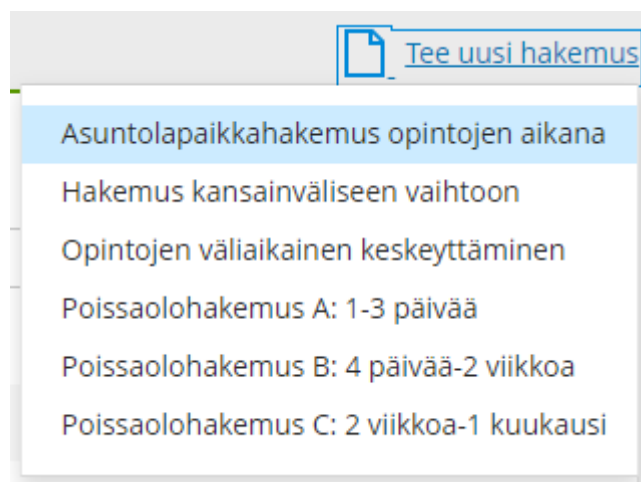 Tee uusi hakemus
Asuntolapaikkahakemus opintojen aikana
Hakemus kansainväliseen vaihtoon
Opintojen väliaikainen keskeyttäminen
Poissaolohakemus A: 1-3 päivää
Poissaolohakemus B: 4 päivää-2 viikkoa
Poissaolohakemus C: 2 viikkoa-1 kuukausi